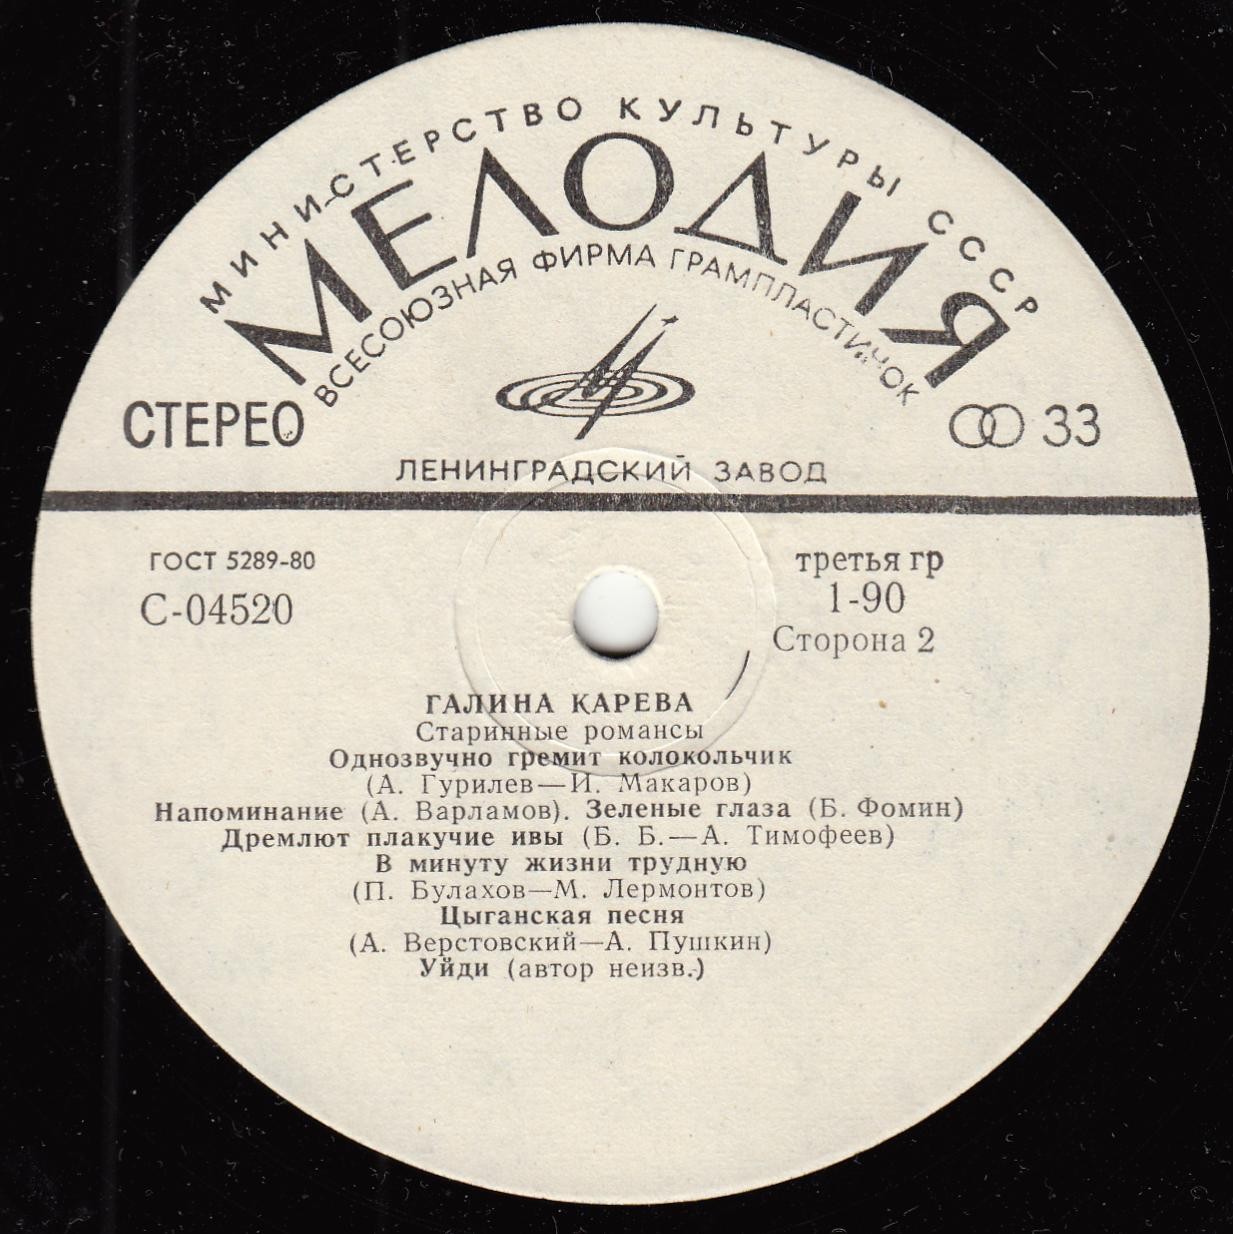 МИНИСТЕРСТВО КУЛЬТУРЫ СССР
МЕЛОДИЯ
ВСЕСОЮЗНАЯ ФИРМА ГРАМПЛАСТИНОК
СТЕРЕО
33
ЛЕНИНГРАДСКИЙ ЗАВОД
ГОСТ 5289-80
С-04520
третья гр
1-90
Сторона 2
ГАЛИНА КАРЕВА
Старинные романсы
Однозвучно гремит колокольчик
(А. Гурилев—И. Макаров)
Напоминание (А. Варламов). Зеленые глаза (Б. Фомин)
Дремлют плакучие ивы (Б. Б.—А. Тимофеев)
В минуту жизни трудную
(П. Булахов—М. Лермонтов)
Цыганская песня
(А. Верстовский—А. Пушкин)
Уйди (автор неизв.)